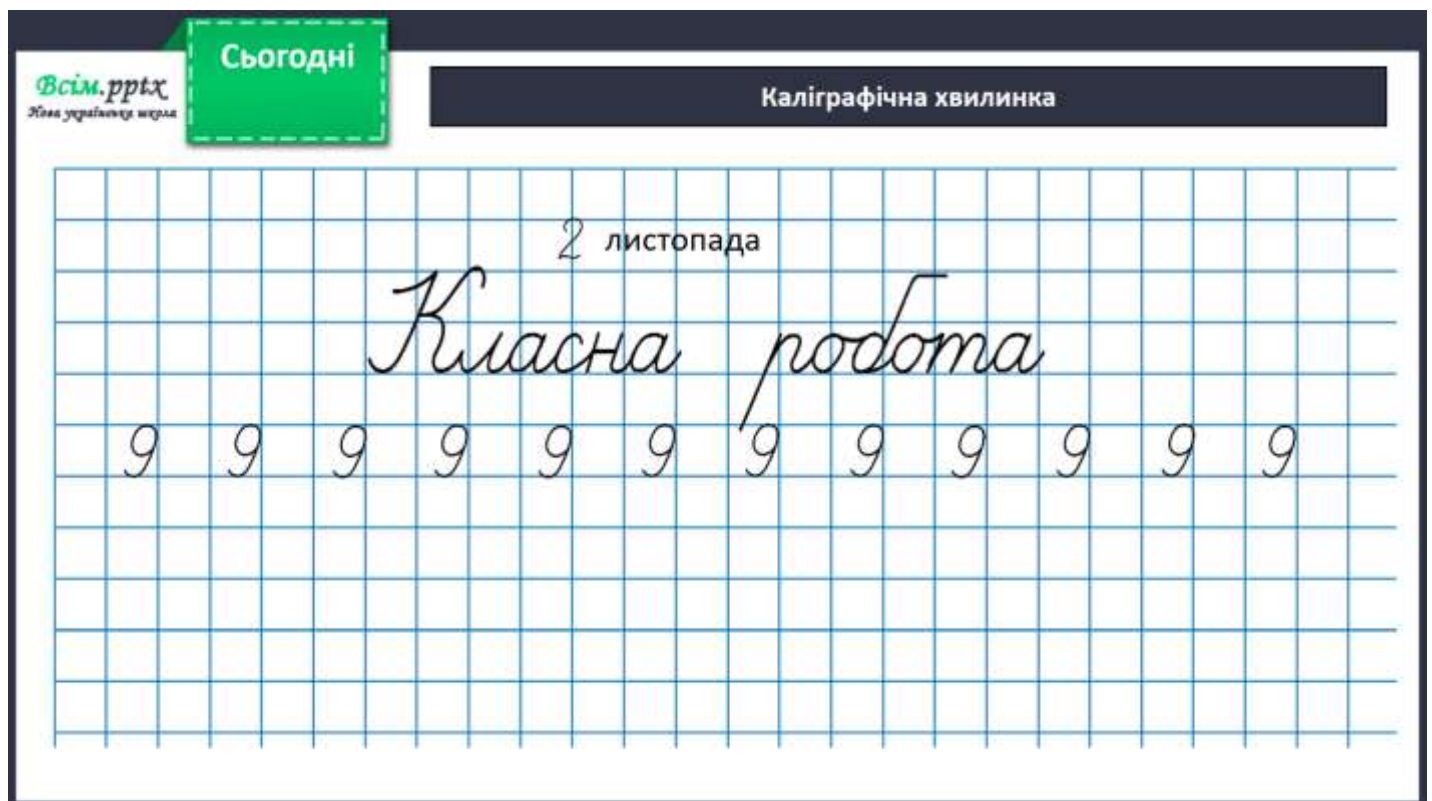 Сьогодні
Всім.pptx
Нова українська школа
Каліграфічна хвилинка
2 листопада
Класна робота
9 9 9 9 9 9 9 9 9 9 9 9